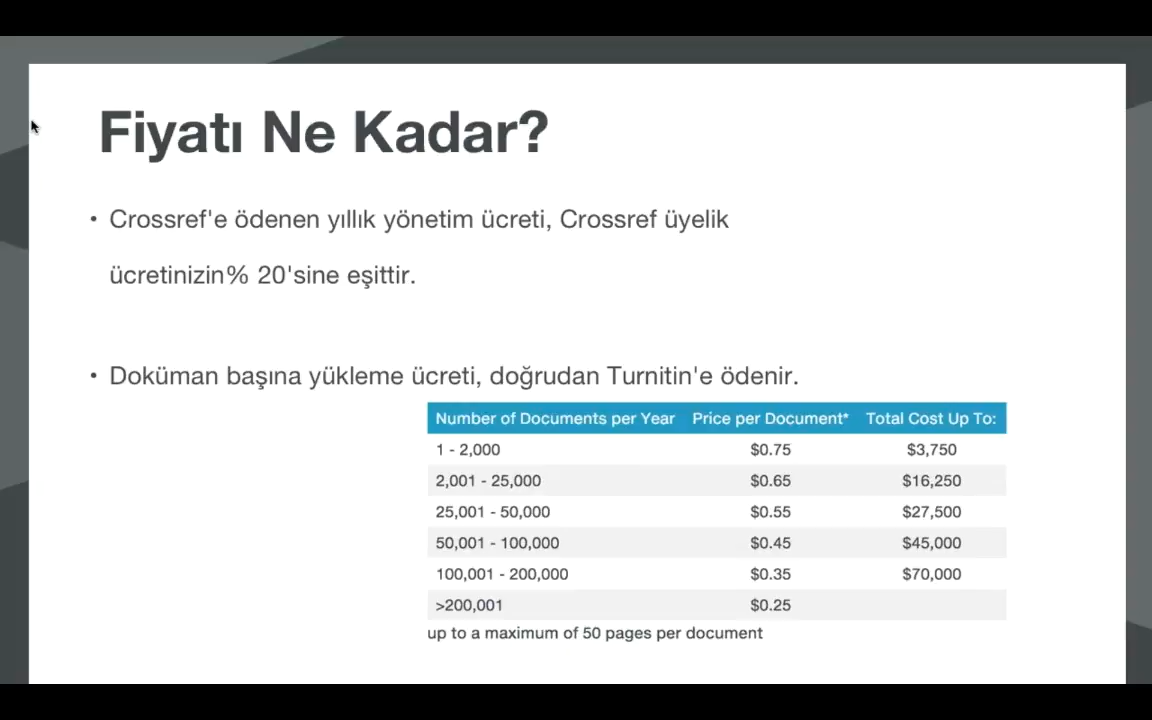 Fiyatı Ne Kadar?
• Crossref'e ödenen yıllık yönetim ücreti, Crossref üyelik
ücretinizin% 20'sine eşittir.
• Doküman başına yükleme ücreti, doğrudan Turnitin'e ödenir.
Number of Documents per Year Price per Document* Total Cost Up To:
1 - 2,000 $0.75 $3,750
2,001 - 25,000 $0.65 $16,250
25,001 - 50,000 $0.55 $27,500
50,001 - 100,000 $0.45 $45,000
100,001 - 200,000 $0.35 $70,000
>200,001 $0.25
up to a maximum of 50 pages per document